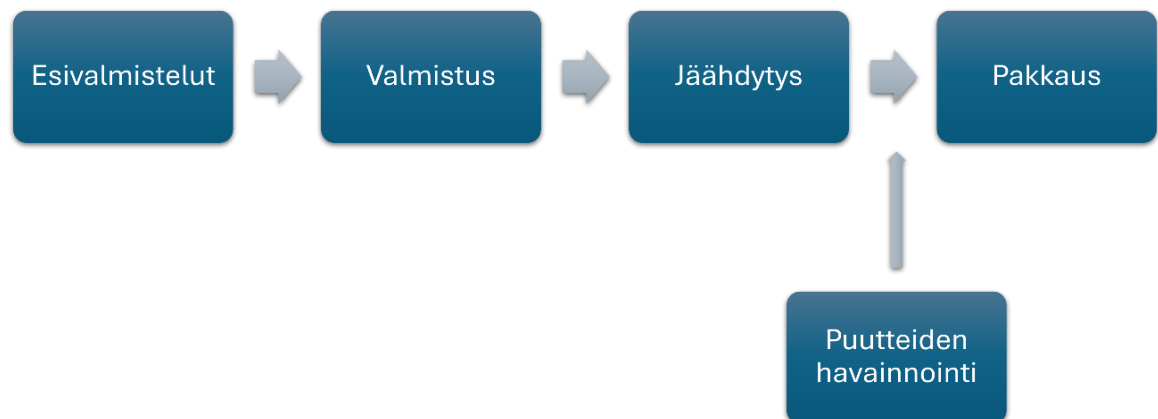 Esivalmistelut
Valmistus
Jäähdytys
Pakkaus
Puutteiden
havainnointi